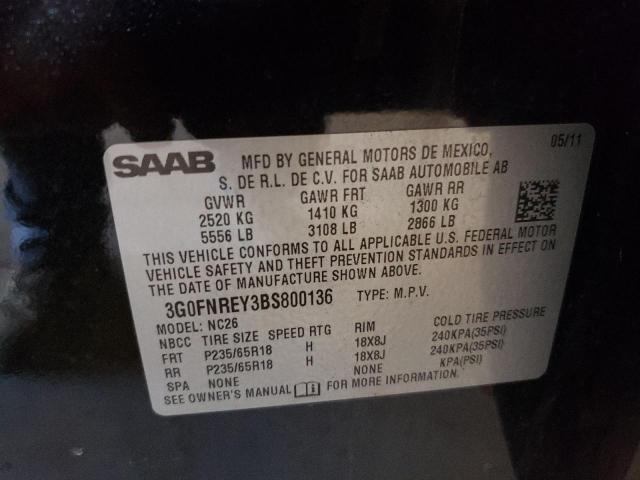 SAAB MFD BY GENERAL MOTORS DE MEXICO, 05/11
S. DE R.L. DE C.V. FOR SAAB AUTOMOBILE AB
GVWR GAWR FRT GAWR RR
2520 KG 1410 KG 1300 KG
5556 LB 3108 LB 2866 LB
THIS VEHICLE CONFORMS TO ALL APPLICABLE U.S. FEDERAL MOTOR
VEHICLE SAFETY AND THEFT PREVENTION STANDARDS IN EFFECT ON
THE DATE OF MANUFACTURE SHOWN ABOVE.
3G0FNREY3BS800136 TYPE: M.P.V.
MODEL: NC26
NBCC TIRE SIZE SPEED RTG RIM COLD TIRE PRESSURE
FRT P235/65R18 H 18X8J 240KPA(35PSI)
RR P235/65R18 H 18X8J 240KPA(35PSI)
SPA NONE NONE KPA(PSI)
SEE OWNER'S MANUAL FOR MORE INFORMATION.